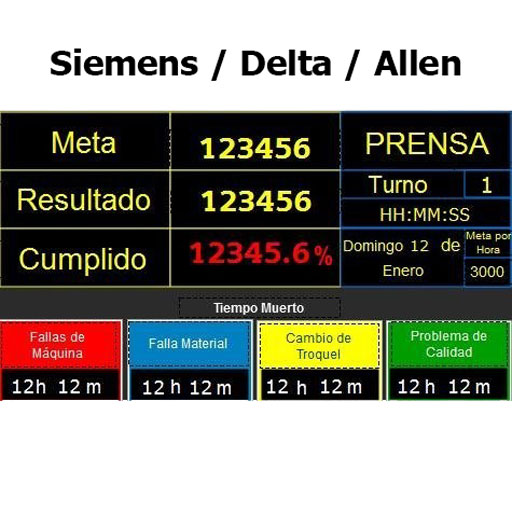 Siemens / Delta / Allen
Meta
123456
PRENSA
Resultado
123456
Turno
1
HH:MM:SS
Cumplido
12345.6 %
Domingo 12 de
Enero
Meta por
Hora
3000
Tiempo Muerto
Fallas de
Máquina
Falla Material
Cambio de
Troquel
Problema de
Calidad
12h 12 m
12 h 12 m
12 h 12 m
12 h 12 m